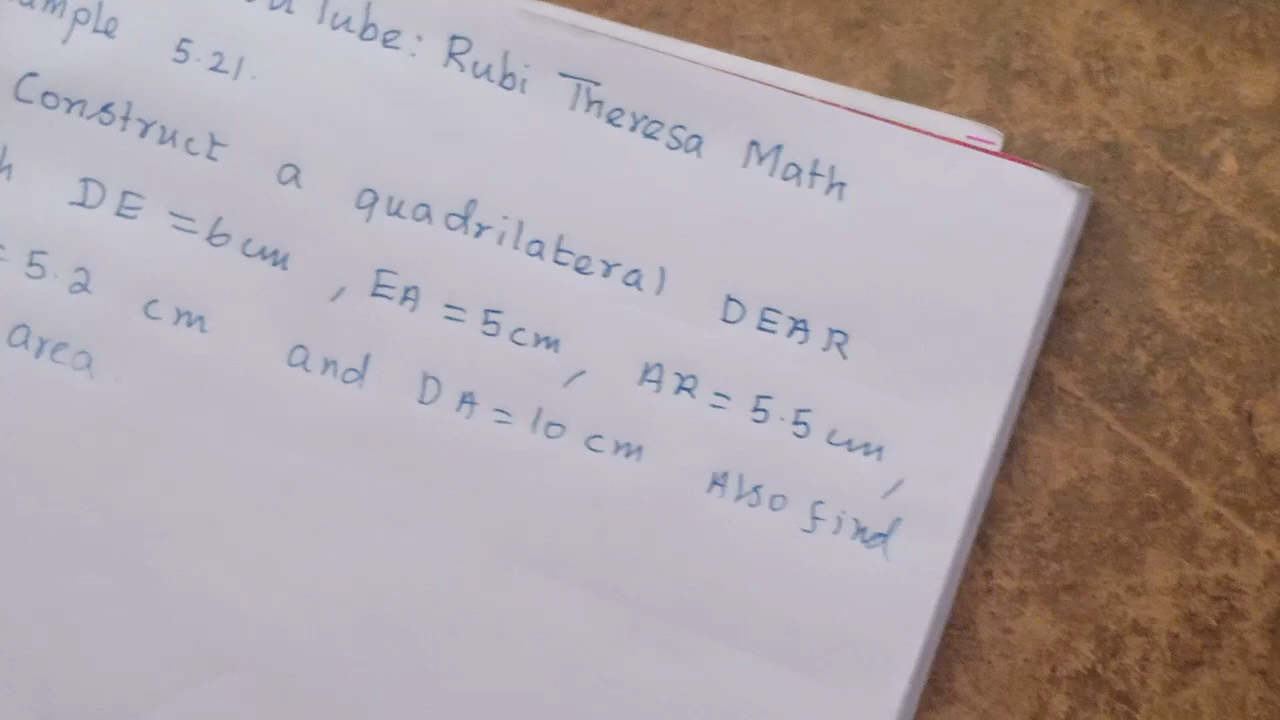 Tube: Rubi Theresa Math
5.21.
Construct a quadrilateral DEAR
DE = 6 cm, EA = 5 cm, AR = 5.5 cm,
= 5.2 cm and DA = 10 cm Also find
area